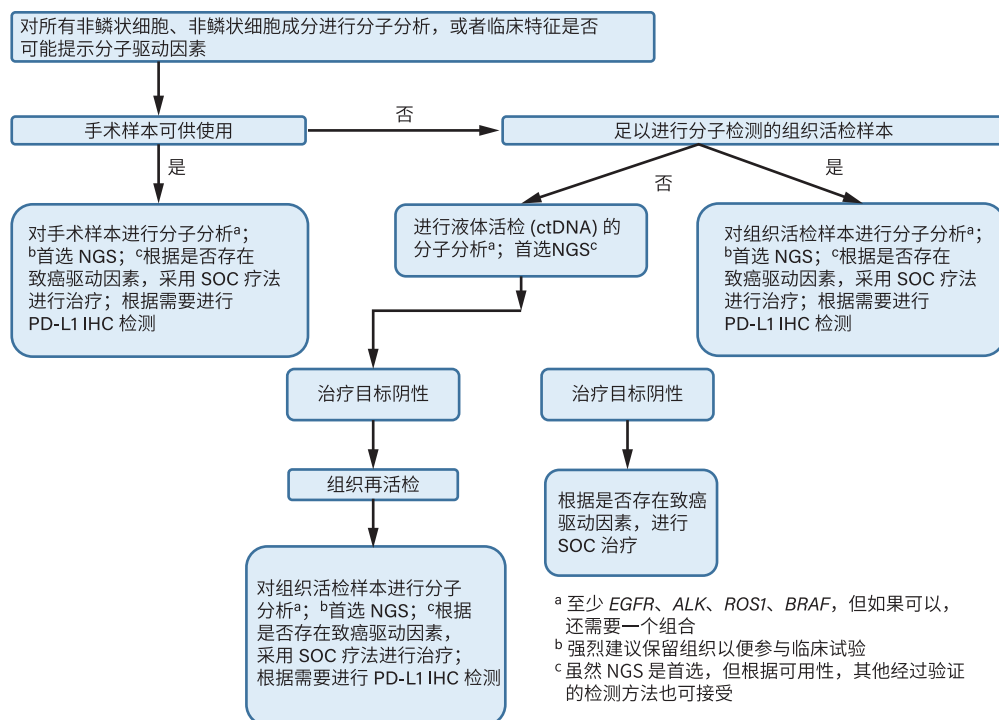 对所有非鳞状细胞、非鳞状细胞成分进行分子分析，或者临床特征是否
可能提示分子驱动因素
手术样本可供使用
否
足以进行分子检测的组织活检样本
是
否
是
对手术样本进行分子分析ᵃ；
ᵇ首选 NGS；ᶜ根据是否存在
致癌驱动因素，采用 SOC 疗法
进行治疗；根据需要进行
PD-L1 IHC 检测
进行液体活检 (ctDNA) 的
分子分析ᵃ；首选NGSᶜ
对组织活检样本进行分子分析ᵃ；
ᵇ首选 NGS；ᶜ根据是否存在
致癌驱动因素，采用 SOC 疗法
进行治疗；根据需要进行
PD-L1 IHC 检测
治疗目标阴性
治疗目标阴性
组织再活检
根据是否存在致癌
驱动因素，进行
SOC 治疗
对组织活检样本进行分子
分析ᵃ；ᵇ首选 NGS；ᶜ根据
是否存在致癌驱动因素，
采用 SOC 疗法进行治疗；
根据需要进行 PD-L1 IHC 检测
ᵃ 至少 EGFR、ALK、ROS1、BRAF，但如果可以，
还需要一个组合
ᵇ 强烈建议保留组织以便参与临床试验
ᶜ 虽然 NGS 是首选，但根据可用性，其他经过验证
的检测方法也可接受